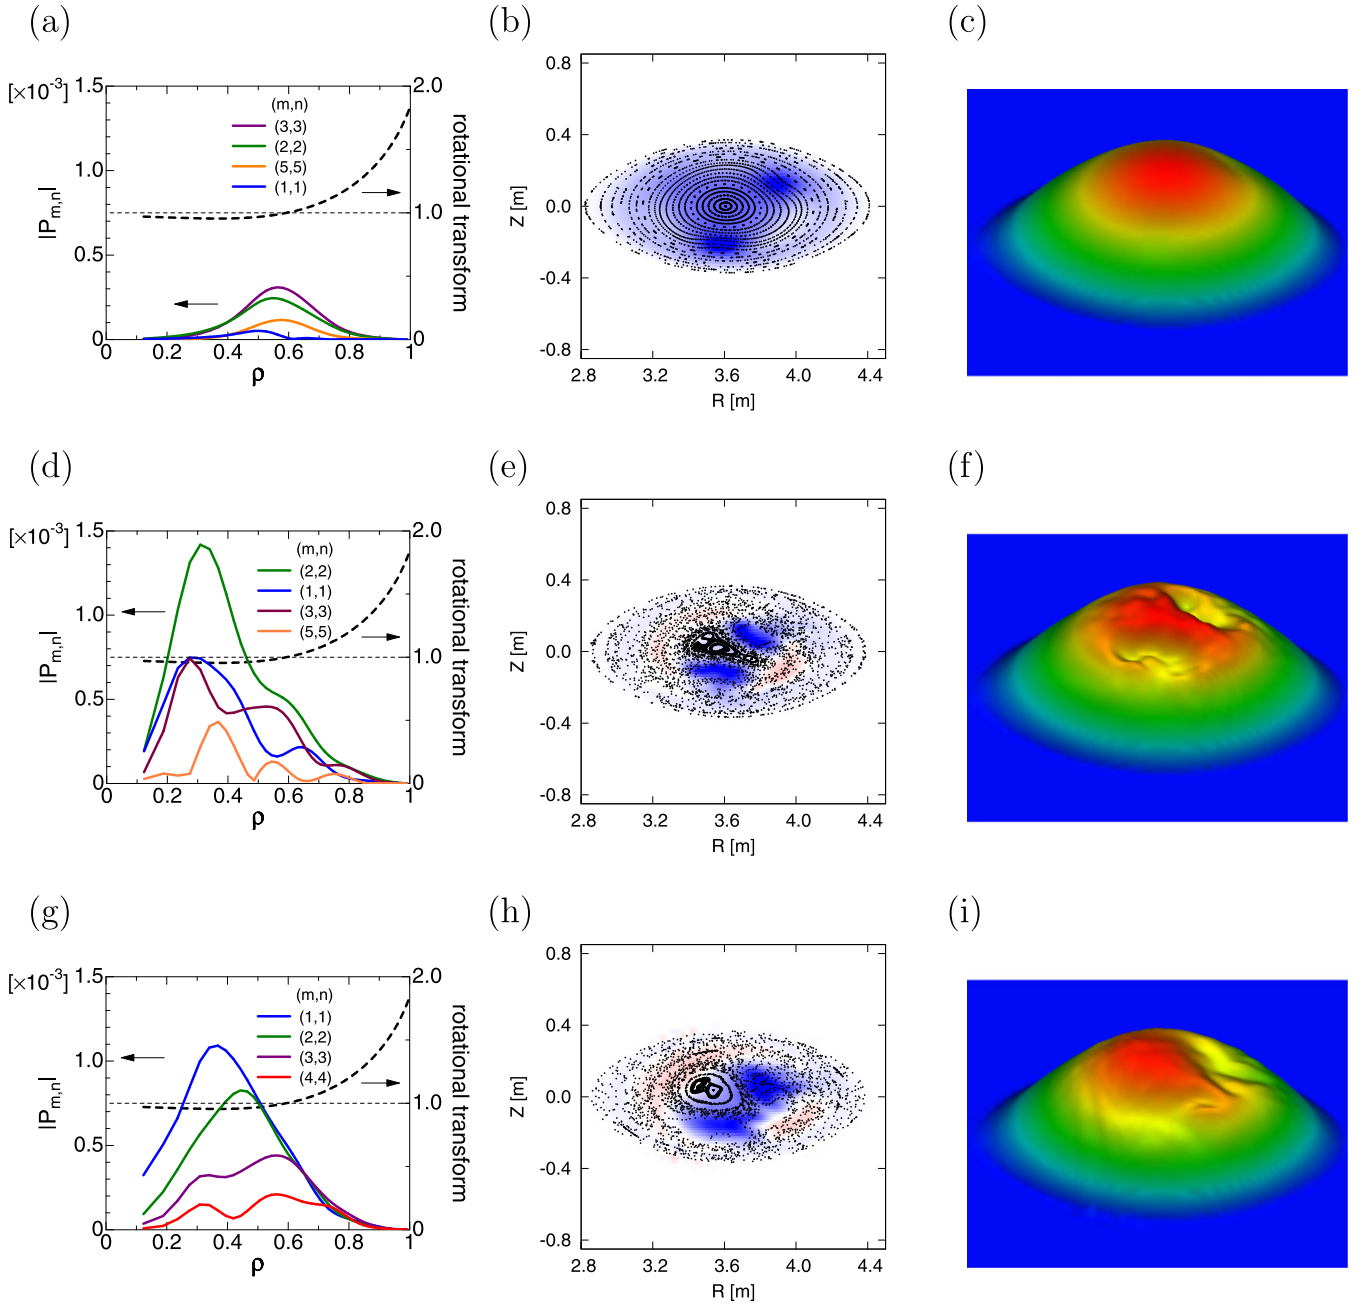 (a)
(b)
(c)
[×10⁻³]
1.5
1.0
0.5
0
|Pₘ,ₙ|
(m,n)
(3,3)
(2,2)
(5,5)
(1,1)
2.0
1.0
0
rotational transform
0 0.2 0.4 0.6 0.8 1
ρ
0.8
0.4
0.0
-0.4
-0.8
Z [m]
2.8 3.2 3.6 4.0 4.4
R [m]
(d)
(e)
(f)
[×10⁻³]
1.5
1.0
0.5
0
|Pₘ,ₙ|
(m,n)
(2,2)
(1,1)
(3,3)
(5,5)
2.0
1.0
0
rotational transform
0 0.2 0.4 0.6 0.8 1
ρ
0.8
0.4
0.0
-0.4
-0.8
Z [m]
2.8 3.2 3.6 4.0 4.4
R [m]
(g)
(h)
(i)
[×10⁻³]
1.5
1.0
0.5
0
|Pₘ,ₙ|
(m,n)
(1,1)
(2,2)
(3,3)
(4,4)
2.0
1.0
0
rotational transform
0 0.2 0.4 0.6 0.8 1
ρ
0.8
0.4
0.0
-0.4
-0.8
Z [m]
2.8 3.2 3.6 4.0 4.4
R [m]